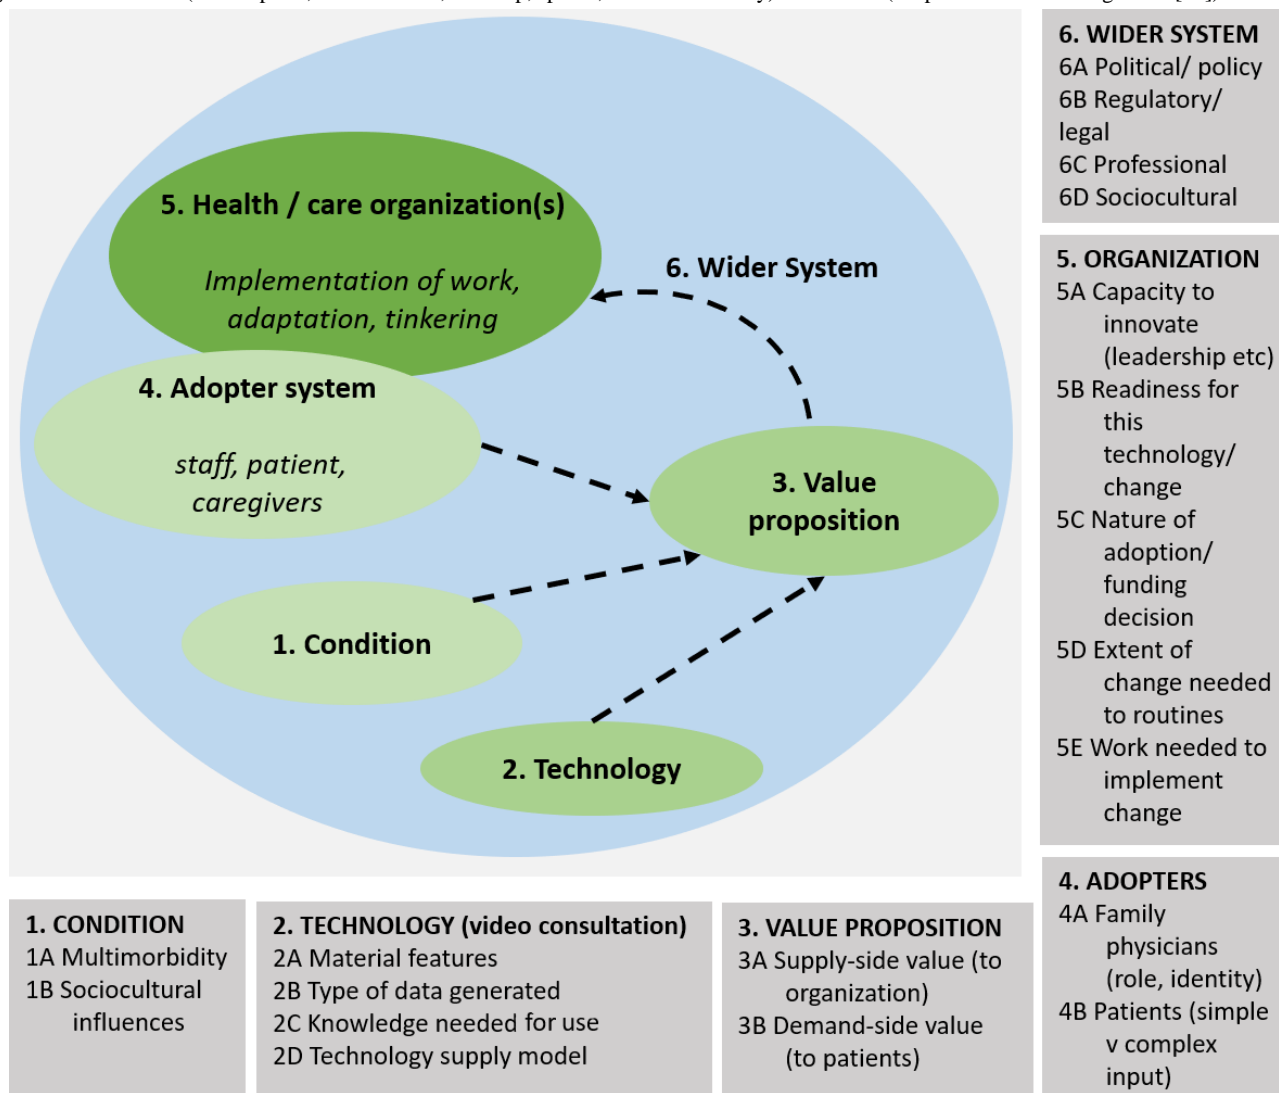 5. Health / care organization(s)
Implementation of work,
adaptation, tinkering
6. Wider System
4. Adopter system
staff, patient,
caregivers
3. Value
proposition
1. Condition
2. Technology
6. WIDER SYSTEM
6A Political/ policy
6B Regulatory/
legal
6C Professional
6D Sociocultural
5. ORGANIZATION
5A Capacity to
innovate
(leadership etc)
5B Readiness for
this
technology/
change
5C Nature of
adoption/
funding
decision
5D Extent of
change needed
to routines
5E Work needed to
implement
change
4. ADOPTERS
4A Family
physicians
(role, identity)
4B Patients (simple
v complex
input)
1. CONDITION
1A Multimorbidity
1B Sociocultural
influences
2. TECHNOLOGY (video consultation)
2A Material features
2B Type of data generated
2C Knowledge needed for use
2D Technology supply model
3. VALUE PROPOSITION
3A Supply-side value (to
organization)
3B Demand-side value
(to patients)